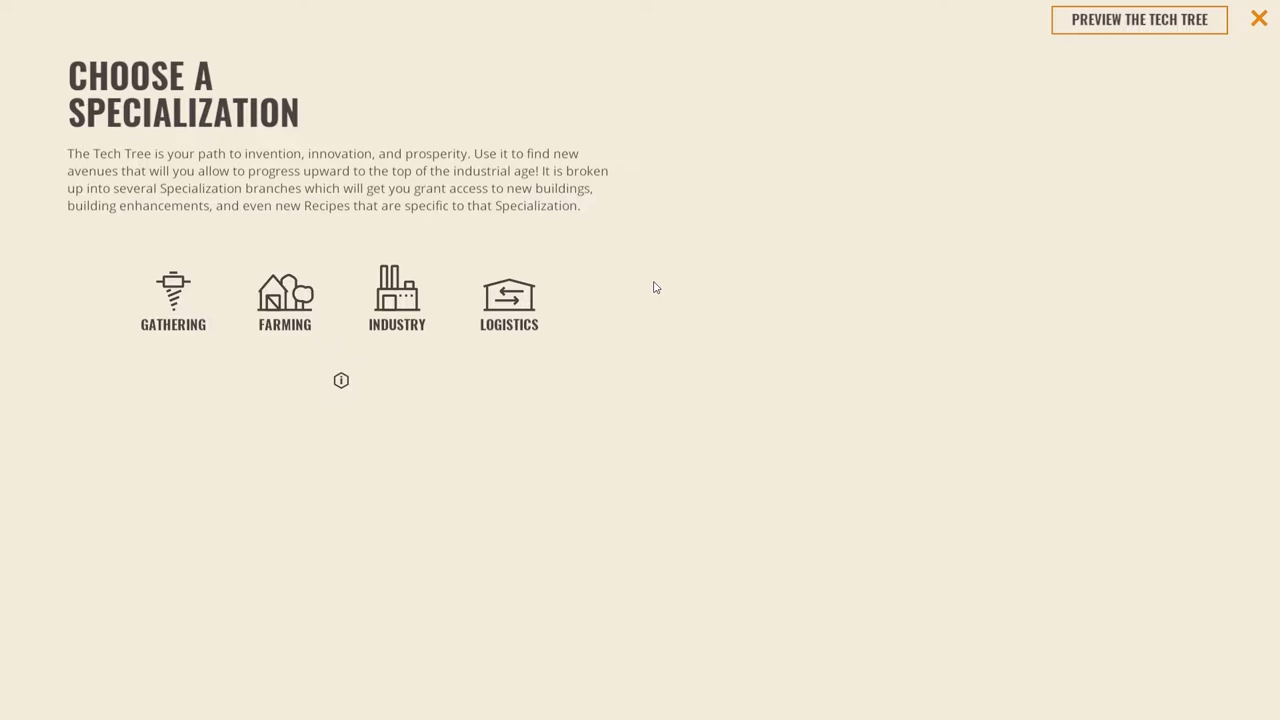 PREVIEW THE TECH TREE
CHOOSE A
SPECIALIZATION
The Tech Tree is your path to invention, innovation, and prosperity. Use it to find new
avenues that will you allow to progress upward to the top of the industrial age! It is broken
up into several Specialization branches which will get you grant access to new buildings,
building enhancements, and even new Recipes that are specific to that Specialization.
GATHERING FARMING INDUSTRY LOGISTICS